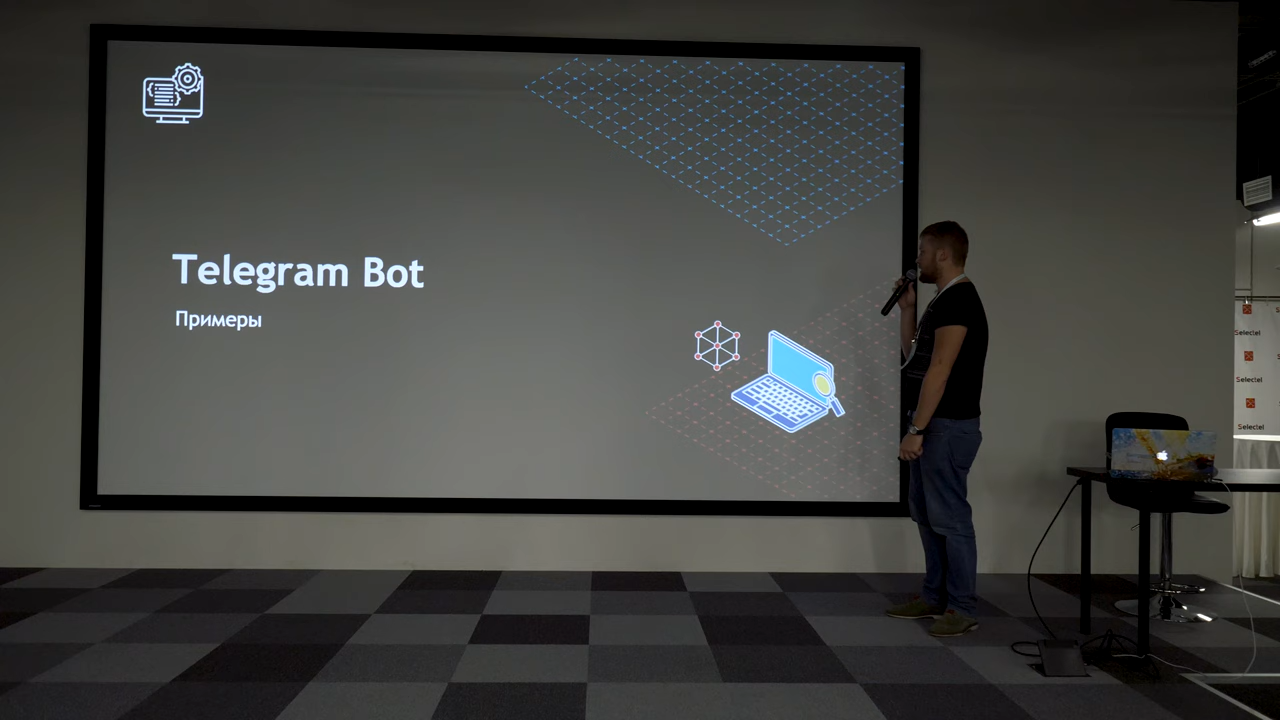 Telegram Bot
Примеры
Selectel
Selectel
Selectel